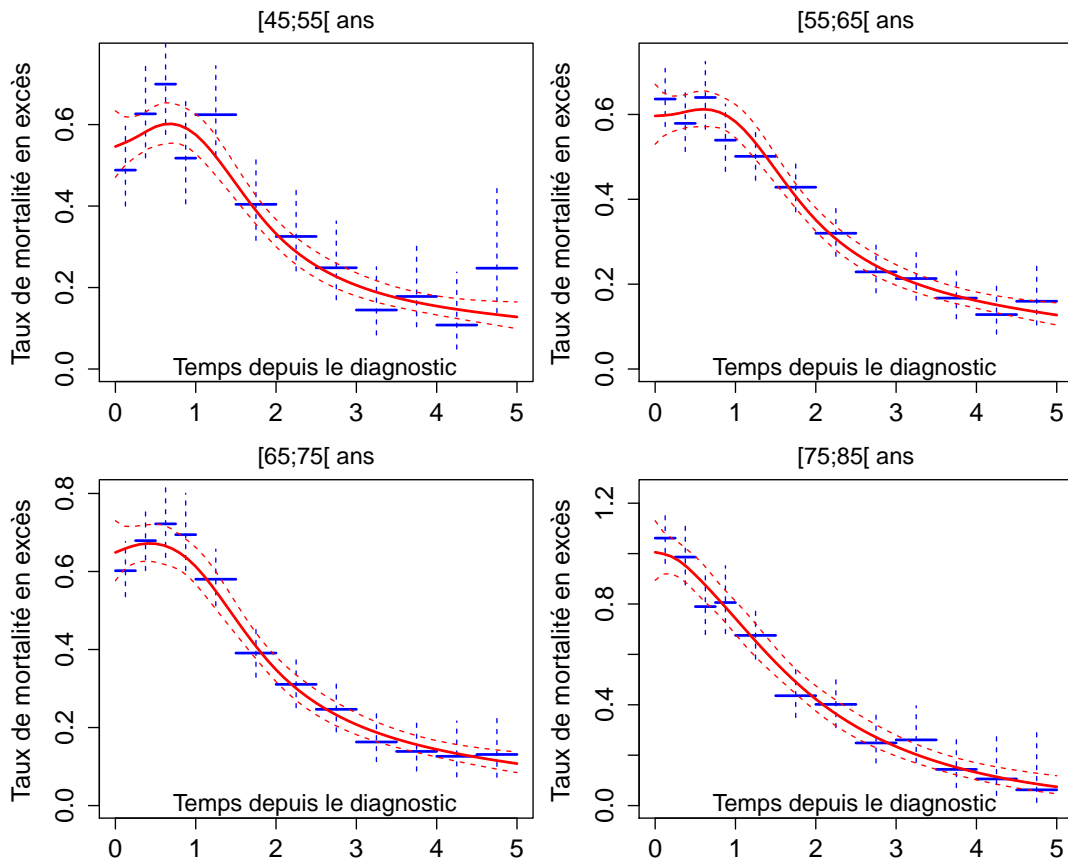 [45;55[ ans
Taux de mortalité en excès
0.0 0.2 0.4 0.6
Temps depuis le diagnostic
0 1 2 3 4 5
[55;65[ ans
Taux de mortalité en excès
0.0 0.2 0.4 0.6
Temps depuis le diagnostic
0 1 2 3 4 5
[65;75[ ans
Taux de mortalité en excès
0.0 0.2 0.4 0.6 0.8
Temps depuis le diagnostic
0 1 2 3 4 5
[75;85[ ans
Taux de mortalité en excès
0.0 0.4 0.8 1.2
Temps depuis le diagnostic
0 1 2 3 4 5